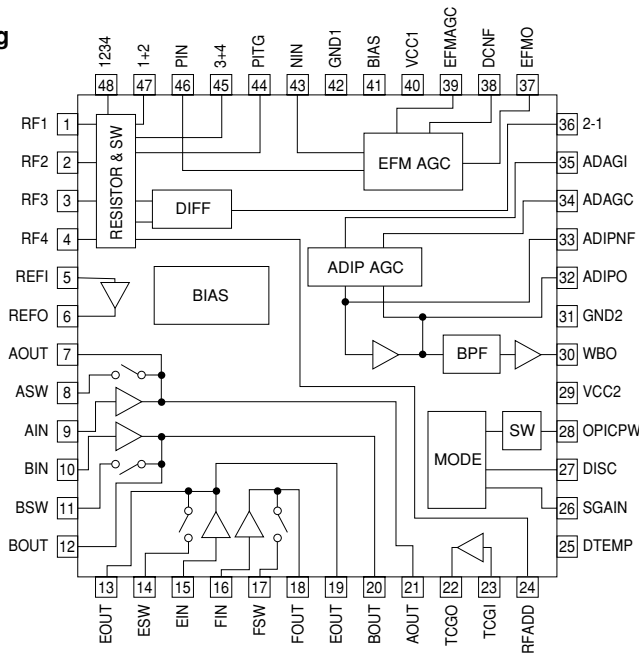 g
1234
1+2
PIN
3+4
PITG
NIN
GND1
BIAS
VCC1
EFMAGC
DCNF
EFMO
48
47
46
45
44
43
42
41
40
39
38
37
RF1
1
RF2
2
RF3
3
RF4
4
REFI
5
REFO
6
AOUT
7
ASW
8
AIN
9
BIN
10
BSW
11
BOUT
12
RESISTOR & SW
DIFF
BIAS
EFM AGC
ADIP AGC
BPF
MODE
SW
36
2-1
35
ADAGI
34
ADAGC
33
ADIPNF
32
ADIPO
31
GND2
30
WBO
29
VCC2
28
OPICPW
27
DISC
26
SGAIN
25
DTEMP
13
14
15
16
17
18
19
20
21
22
23
24
EOUT
ESW
EIN
FIN
FSW
FOUT
EOUT
BOUT
AOUT
TCGO
TCGI
RFADD